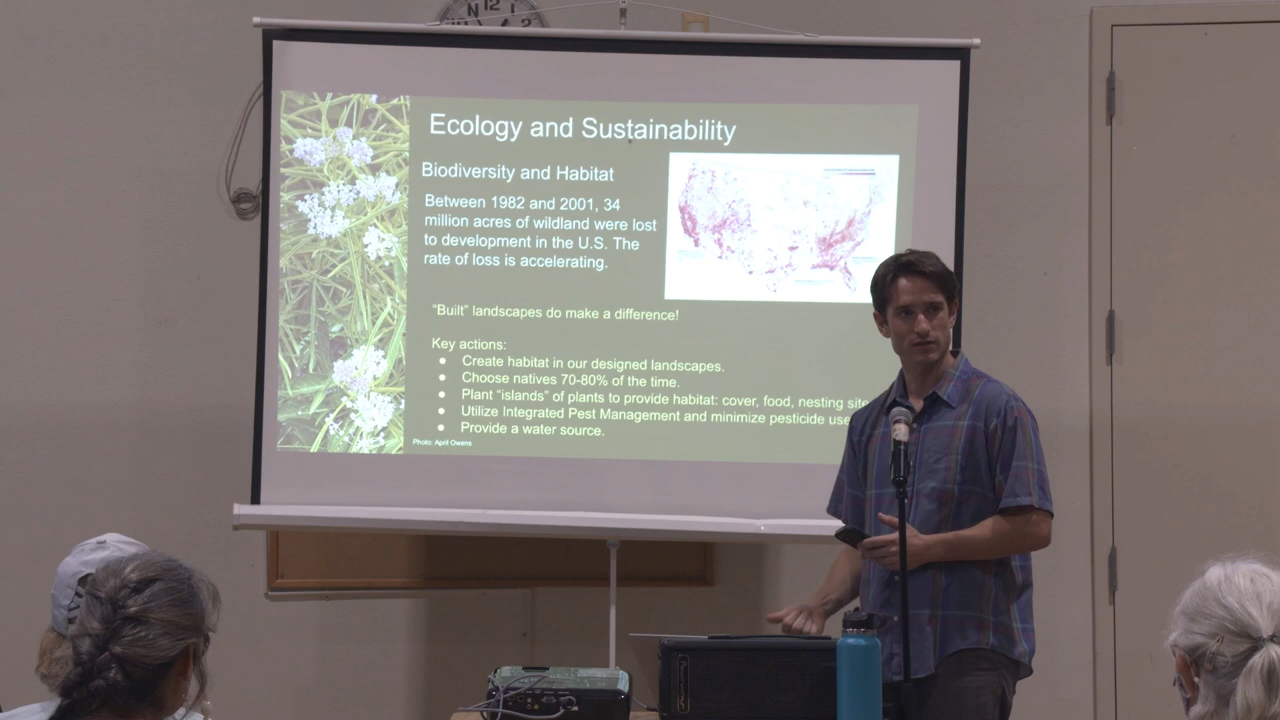 N 12
2
Ecology and Sustainability
Biodiversity and Habitat
Between 1982 and 2001, 34
million acres of wildland were lost
to development in the U.S. The
rate of loss is accelerating.
“Built” landscapes do make a difference!
Key actions:
● Create habitat in our designed landscapes.
● Choose natives 70-80% of the time.
● Plant “islands” of plants to provide habitat: cover, food, nesting site
● Utilize Integrated Pest Management and minimize pesticide use
● Provide a water source.
Photo: April Owens